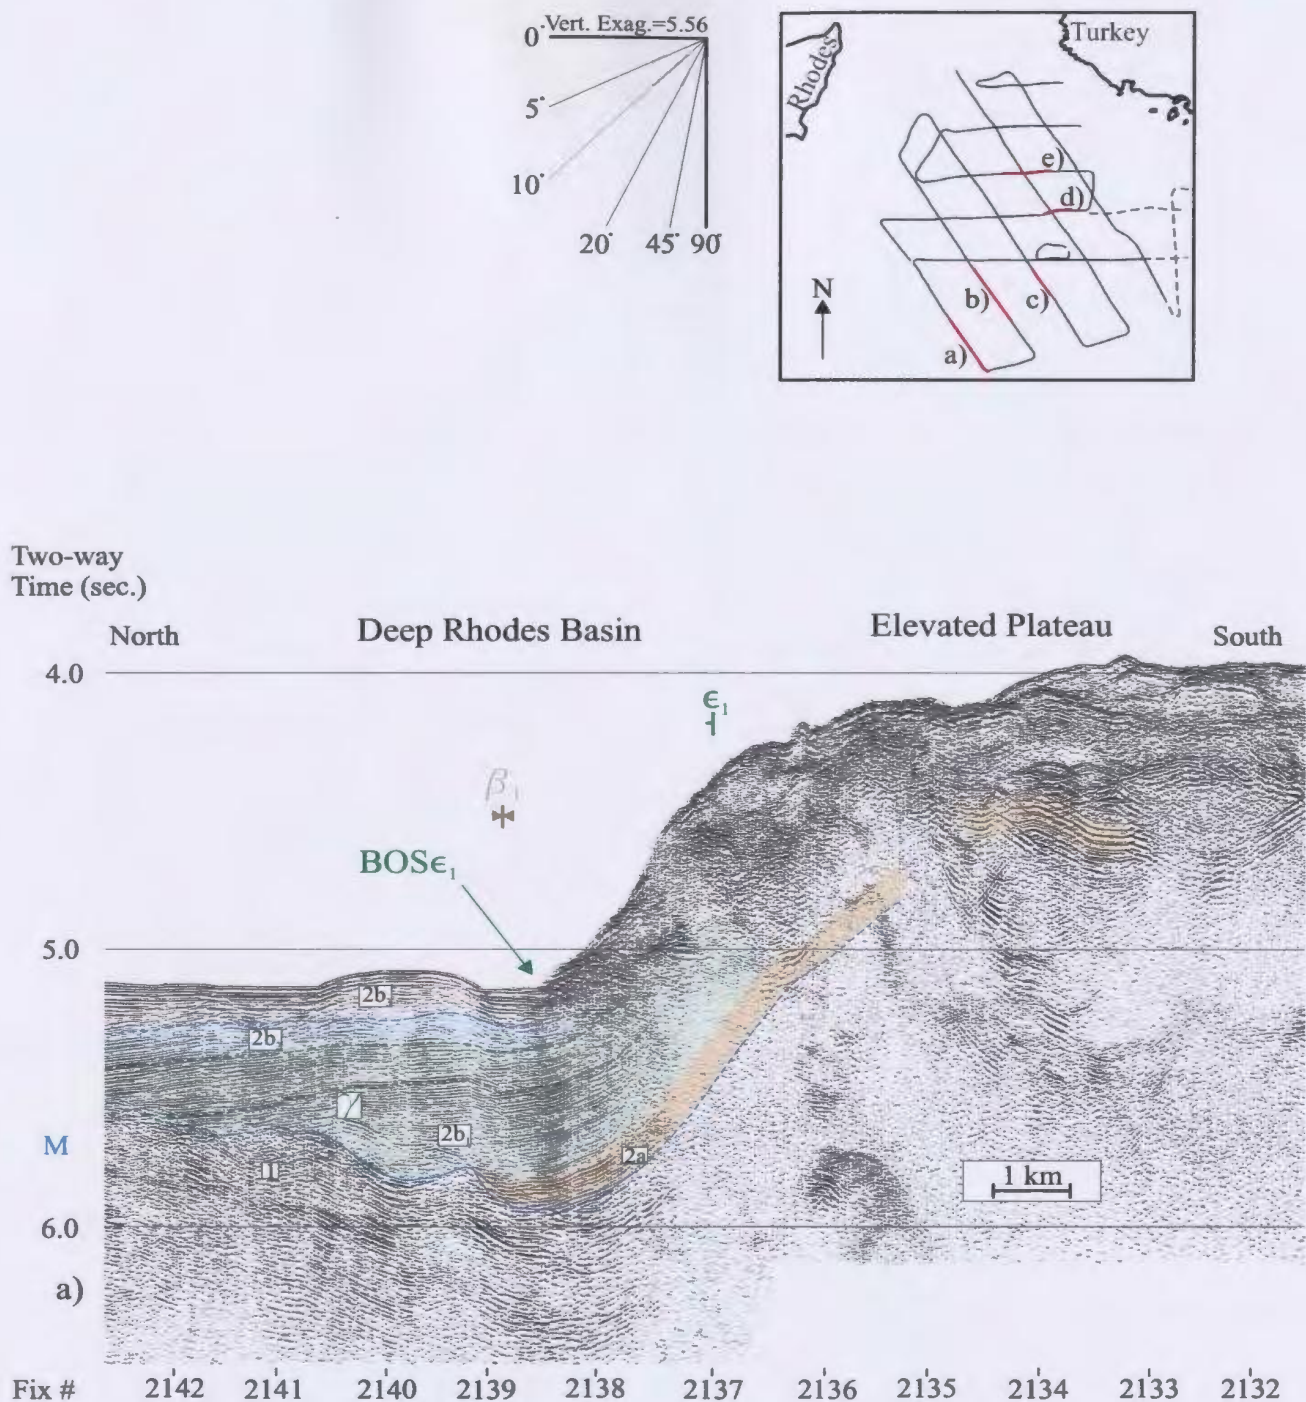 Vert. Exag.=5.56
0°
5°
10°
20° 45° 90°
Rhodes
Turkey
e)
d)
b)
c)
a)
N
Two-way
Time (sec.)
North
Deep Rhodes Basin
Elevated Plateau
South
4.0
ϵ₁
β₁
BOSϵ₁
5.0
2b
2b
2b
2a
M
1
1 km
6.0
a)
Fix # 2142 2141 2140 2139 2138 2137 2136 2135 2134 2133 2132